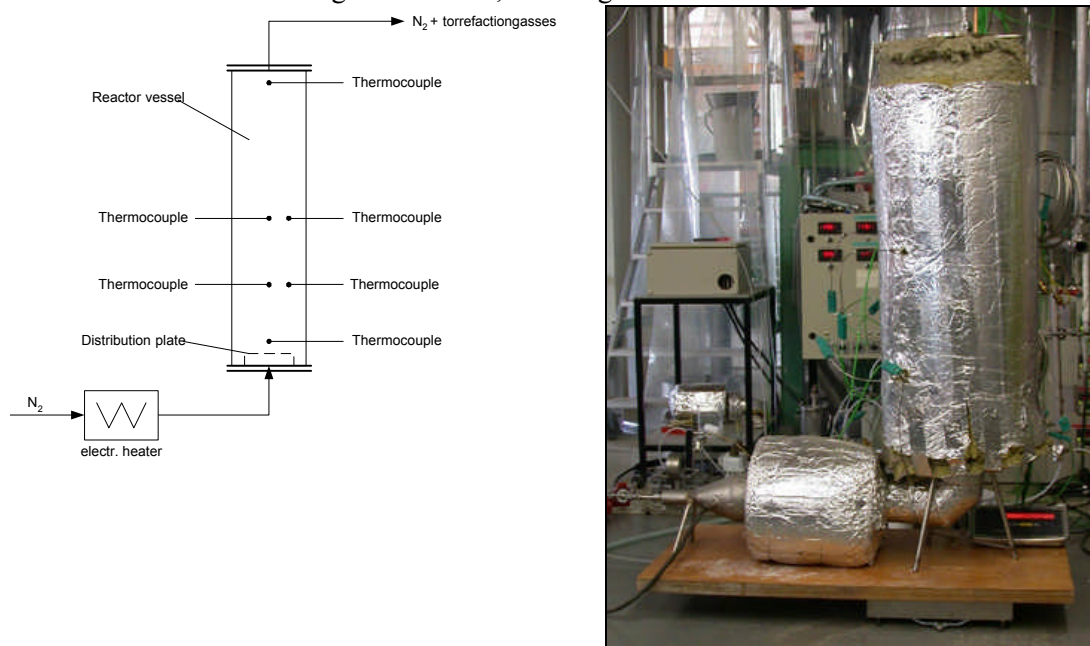 N2 + torrefactiongasses
Thermocouple
Reactor vessel
Thermocouple
Thermocouple
Thermocouple
Thermocouple
Distribution plate
Thermocouple
N2
electr. heater